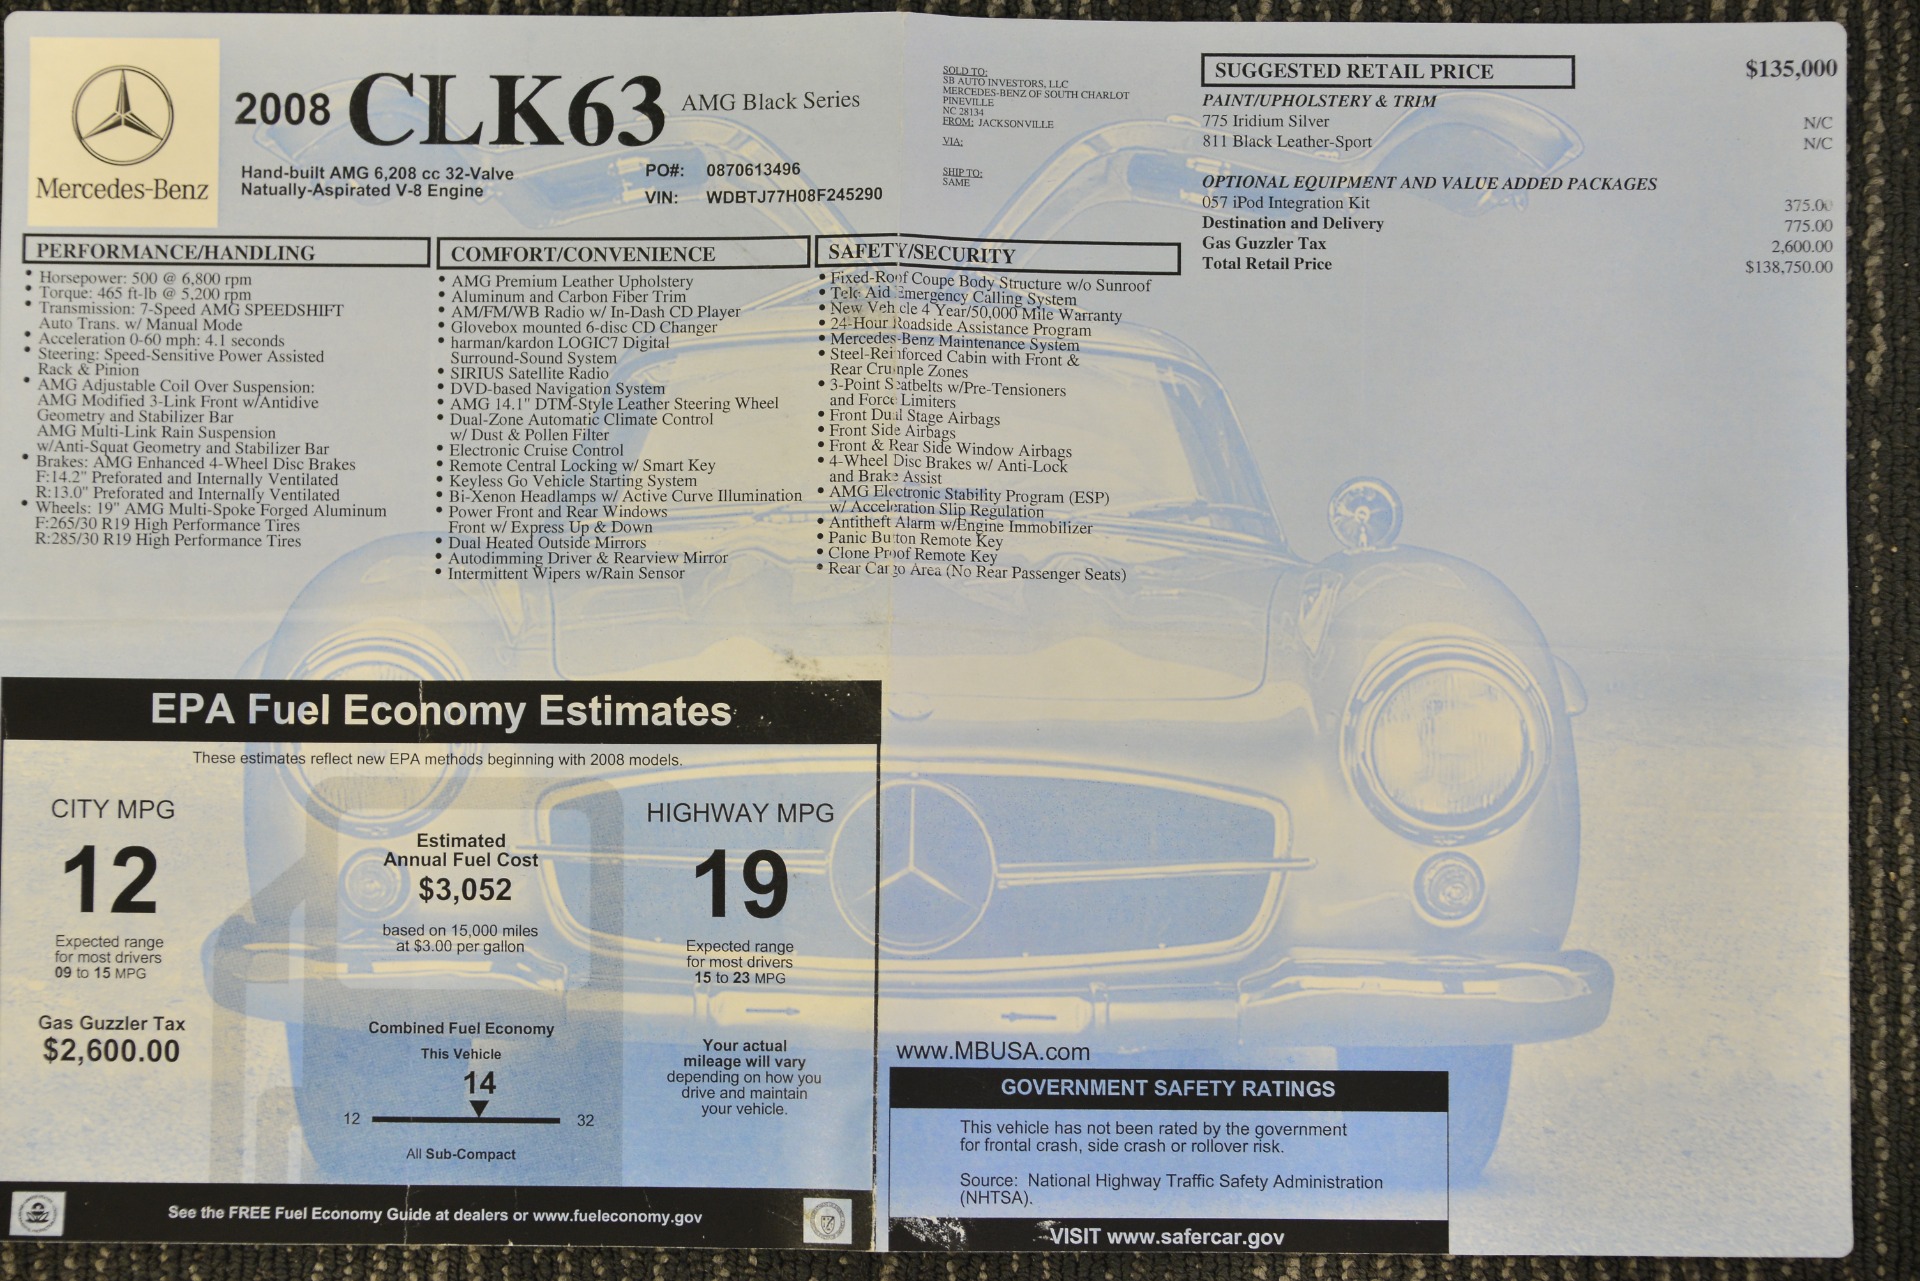 Mercedes-Benz
2008 CLK63 AMG Black Series
Hand-built AMG 6,208 cc 32-Valve
Natually-Aspirated V-8 Engine
PO#: 0870613496
VIN: WDBTJ77H08F245290
SOLD TO:
SB AUTO INVESTORS, LLC
MERCEDES-BENZ OF SOUTH CHARLOT
PINEVILLE
NC 28134
FROM: JACKSONVILLE
VIA:
SHIP TO:
SAME
SUGGESTED RETAIL PRICE $135,000
PAINT/UPHOLSTERY & TRIM
775 Iridium Silver N/C
811 Black Leather-Sport N/C
OPTIONAL EQUIPMENT AND VALUE ADDED PACKAGES
057 iPod Integration Kit 375.00
Destination and Delivery 775.00
Gas Guzzler Tax 2,600.00
Total Retail Price $138,750.00
PERFORMANCE/HANDLING
• Horsepower: 500 @ 6,800 rpm
• Torque: 465 ft-lb @ 5,200 rpm
• Transmission: 7-Speed AMG SPEEDSHIFT
Auto Trans. w/ Manual Mode
• Acceleration 0-60 mph: 4.1 seconds
• Steering: Speed-Sensitive Power Assisted
Rack & Pinion
• AMG Adjustable Coil Over Suspension:
AMG Modified 3-Link Front w/Antidive
Geometry and Stabilizer Bar
AMG Multi-Link Rain Suspension
w/Anti-Squat Geometry and Stabilizer Bar
• Brakes: AMG Enhanced 4-Wheel Disc Brakes
F:14.2" Preforated and Internally Ventilated
R:13.0" Preforated and Internally Ventilated
• Wheels: 19" AMG Multi-Spoke Forged Aluminum
F:265/30 R19 High Performance Tires
R:285/30 R19 High Performance Tires
COMFORT/CONVENIENCE
• AMG Premium Leather Upholstery
• Aluminum and Carbon Fiber Trim
• AM/FM/WB Radio w/ In-Dash CD Player
• Glovebox mounted 6-disc CD Changer
• harman/kardon LOGIC7 Digital
Surround-Sound System
• SIRIUS Satellite Radio
• DVD-based Navigation System
• AMG 14.1" DTM-Style Leather Steering Wheel
• Dual-Zone Automatic Climate Control
w/ Dust & Pollen Filter
• Electronic Cruise Control
• Remote Central Locking w/ Smart Key
• Keyless Go Vehicle Starting System
• Bi-Xenon Headlamps w/ Active Curve Illumination
• Power Front and Rear Windows
Front w/ Express Up & Down
• Dual Heated Outside Mirrors
• Autodimming Driver & Rearview Mirror
• Intermittent Wipers w/Rain Sensor
SAFETY/SECURITY
• Fixed-Roof Coupe Body Structure w/o Sunroof
• Tele Aid Emergency Calling System
• New Vehicle 4 Year/50,000 Mile Warranty
• 24-Hour Roadside Assistance Program
• Mercedes-Benz Maintenance System
• Steel-Reinforced Cabin with Front &
Rear Crumple Zones
• 3-Point Seatbelts w/Pre-Tensioners
and Force Limiters
• Front Dual Stage Airbags
• Front Side Airbags
• Front & Rear Side Window Airbags
• 4-Wheel Disc Brakes w/ Anti-Lock
and Brake Assist
• AMG Electronic Stability Program (ESP)
w/ Acceleration Slip Regulation
• Antitheft Alarm w/Engine Immobilizer
• Panic Button Remote Key
• Clone Proof Remote Key
• Rear Cargo Area (No Rear Passenger Seats)
EPA Fuel Economy Estimates
These estimates reflect new EPA methods beginning with 2008 models.
CITY MPG
12
Expected range
for most drivers
09 to 15 MPG
Gas Guzzler Tax
$2,600.00
Estimated
Annual Fuel Cost
$3,052
based on 15,000 miles
at $3.00 per gallon
Combined Fuel Economy
This Vehicle
14
12 32
All Sub-Compact
HIGHWAY MPG
19
Expected range
for most drivers
15 to 23 MPG
Your actual
mileage will vary
depending on how you
drive and maintain
your vehicle.
See the FREE Fuel Economy Guide at dealers or www.fueleconomy.gov
www.MBUSA.com
GOVERNMENT SAFETY RATINGS
This vehicle has not been rated by the government
for frontal crash, side crash or rollover risk.
Source: National Highway Traffic Safety Administration
(NHTSA).
VISIT www.safercar.gov